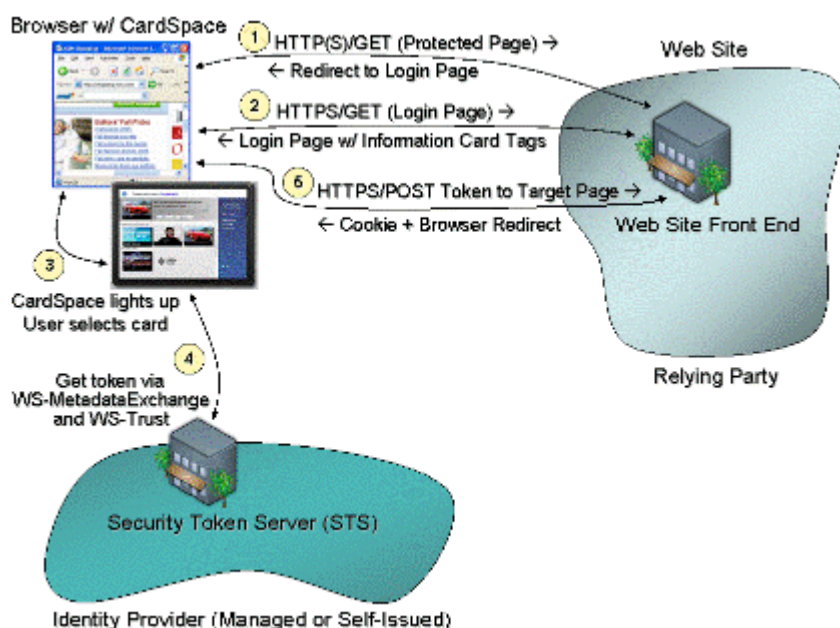 Browser w/ CardSpace
1
HTTP(S)/GET (Protected Page) →
← Redirect to Login Page
Web Site
2
HTTPS/GET (Login Page) →
← Login Page w/ Information Card Tags
5
HTTPS/POST Token to Target Page →
← Cookie + Browser Redirect
Web Site Front End
3
CardSpace lights up
User selects card
4
Relying Party
Get token via
WS-MetadataExchange
and WS-Trust
Security Token Server (STS)
Identity Provider (Managed or Self-Issued)